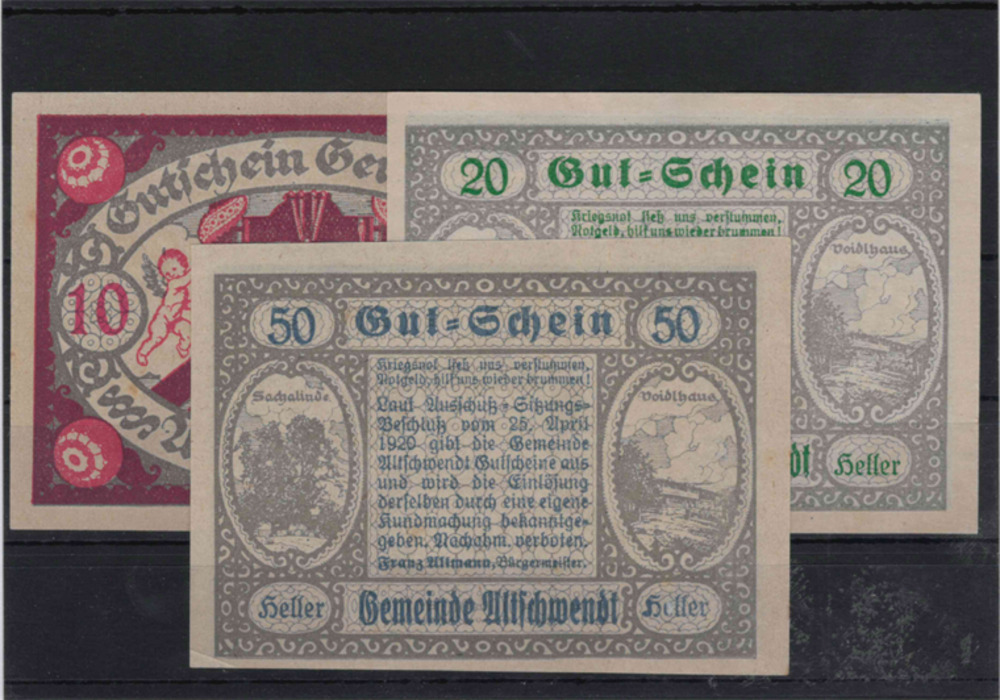 Gutschein Ge
10
20 Gut=Schein 20
Kriegsnot ließ uns verstummen,
Notgeld, hilf uns wieder brummen!
Voidlhaus
Heller
50 Gut=Schein 50
Kriegsnot ließ uns verstummen,
Notgeld, hilf uns wieder brummen!
Sachalinde
Laut Ausschuß=Sitzungs=
Beschluß vom 25. April
1920 gibt die Gemeinde
Altschwendt Gutscheine aus
und wird die Einlösung
derselben durch eine eigene
Kundmachung bekanntge=
geben. Nachahm. verboten.
Franz Altmann, Bürgermeister.
Voidlhaus
Heller Gemeinde Altschwendt Heller